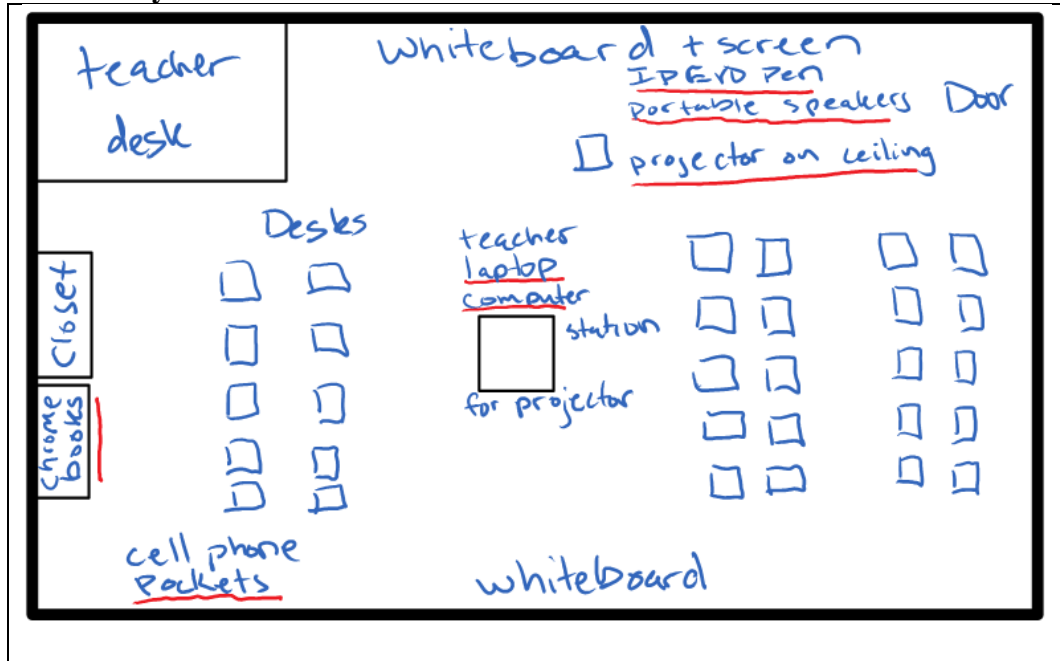 teacher
desk
Whiteboard + screen
IPEVO Pen
portable speakers
Door
projector on ceiling
Desks
teacher
laptop
computer
station
for projector
Closet
chrome
books
cell phone
Pockets
whiteboard